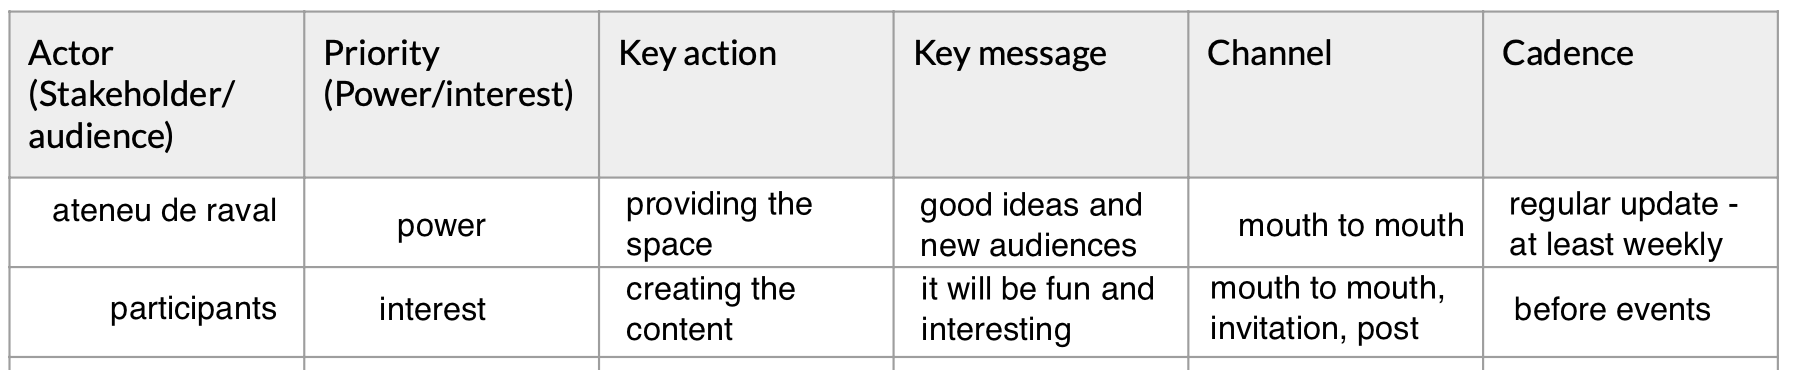 Actor
(Stakeholder/
audience)
Priority
(Power/interest)
Key action
Key message
Channel
Cadence
ateneu de raval
power
providing the
space
good ideas and
new audiences
mouth to mouth
regular update -
at least weekly
participants
interest
creating the
content
it will be fun and
interesting
mouth to mouth,
invitation, post
before events